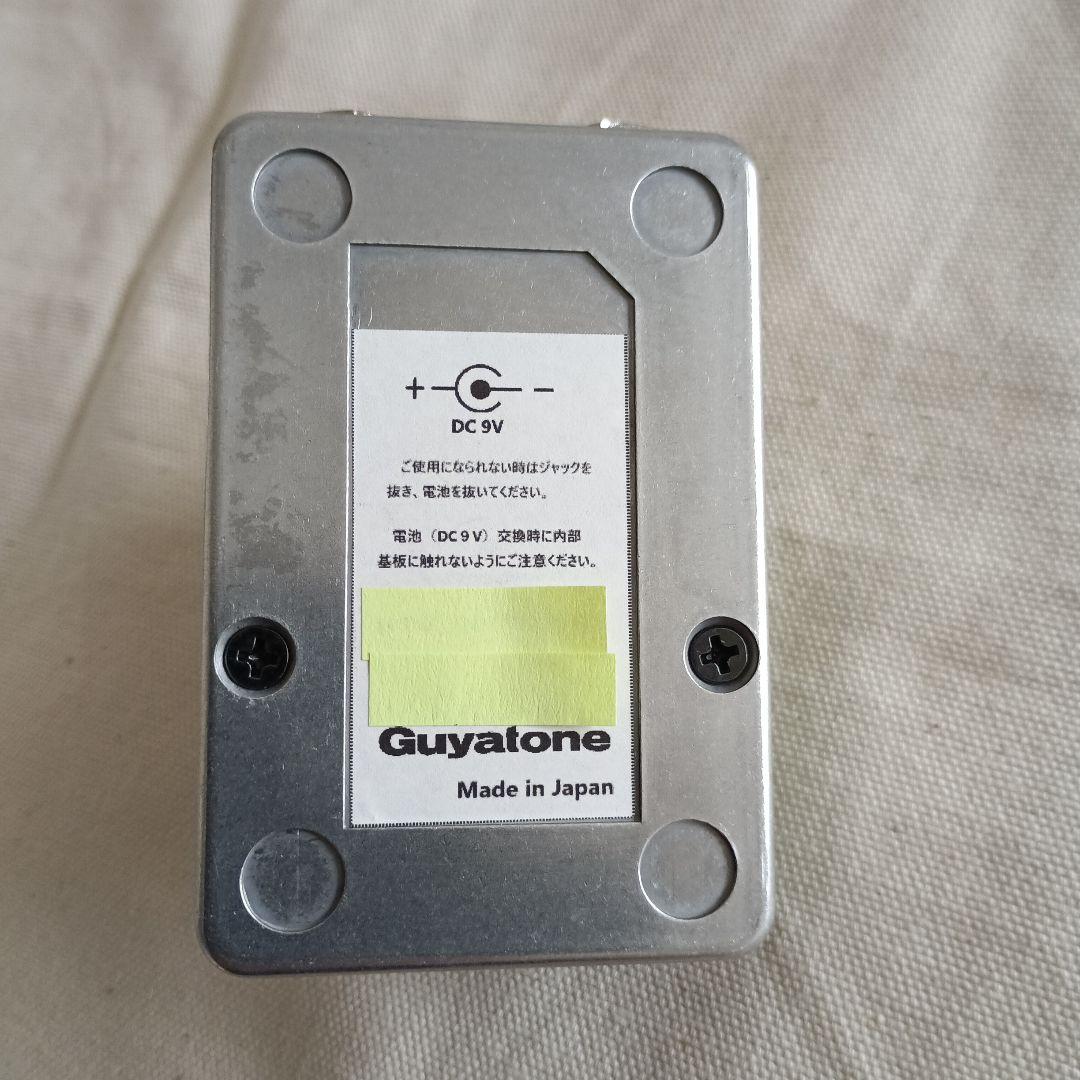 + −
DC 9V
ご使用になられない時はジャックを
抜き、電池を抜いてください。
電池（DC９V）交換時に内部
基板に触れないようにご注意ください。
Guyatone
Made in Japan